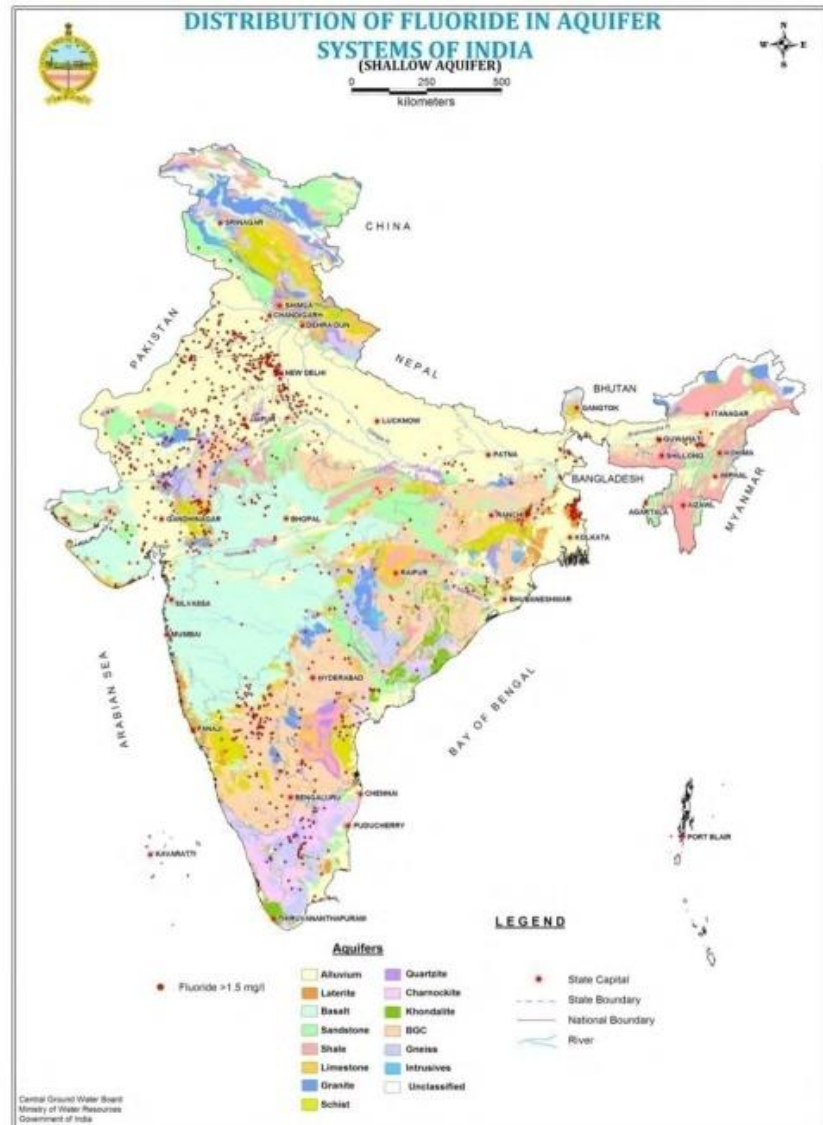 DISTRIBUTION OF FLUORIDE IN AQUIFER
SYSTEMS OF INDIA
(SHALLOW AQUIFER)
0 250 500
kilometers
N
W E
S
SRINAGAR
CHINA
SHIMLA
CHANDIGARH
DEHRADUN
PAKISTAN
NEPAL
NEW DELHI
BHUTAN
GANGTOK
ITANAGAR
JAIPUR
LUCKNOW
GUWAHATI
PATNA
SHILLONG
KOHIMA
BANGLADESH
MYANMAR
GANDHINAGAR
BHOPAL
RANCHI
AGARTALA
AIZAWL
KOLKATA
RAIPUR
SILVASSA
BHUBANESHWAR
MUMBAI
ARABIAN SEA
HYDERABAD
BAY OF BENGAL
PANAJI
BENGALURU
CHENNAI
PUDUCHERRY
KAVARATTI
PORT BLAIR
THIRUVANANTHAPURAM
LEGEND
Aquifers
Fluoride >1.5 mg/l
Alluvium
Laterite
Basalt
Sandstone
Shale
Limestone
Granite
Schist
Quartzite
Charnockite
Khondalite
BGC
Gneiss
Intrusives
Unclassified
State Capital
State Boundary
National Boundary
River
Central Ground Water Board
Ministry of Water Resources
Government of India